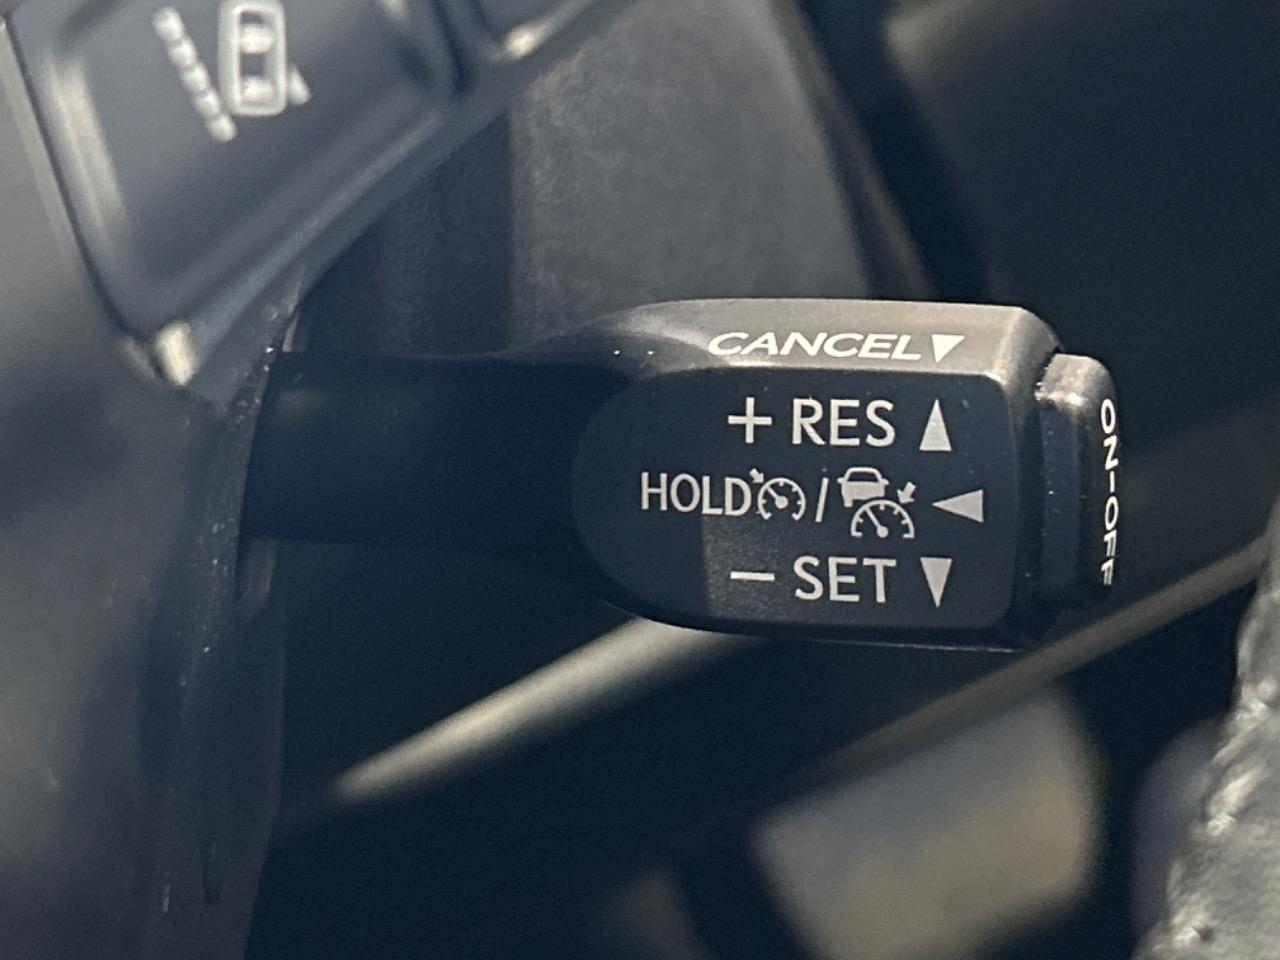 CANCEL▼
+ RES ▲
HOLD / ◀
− SET ▼
ON-OFF